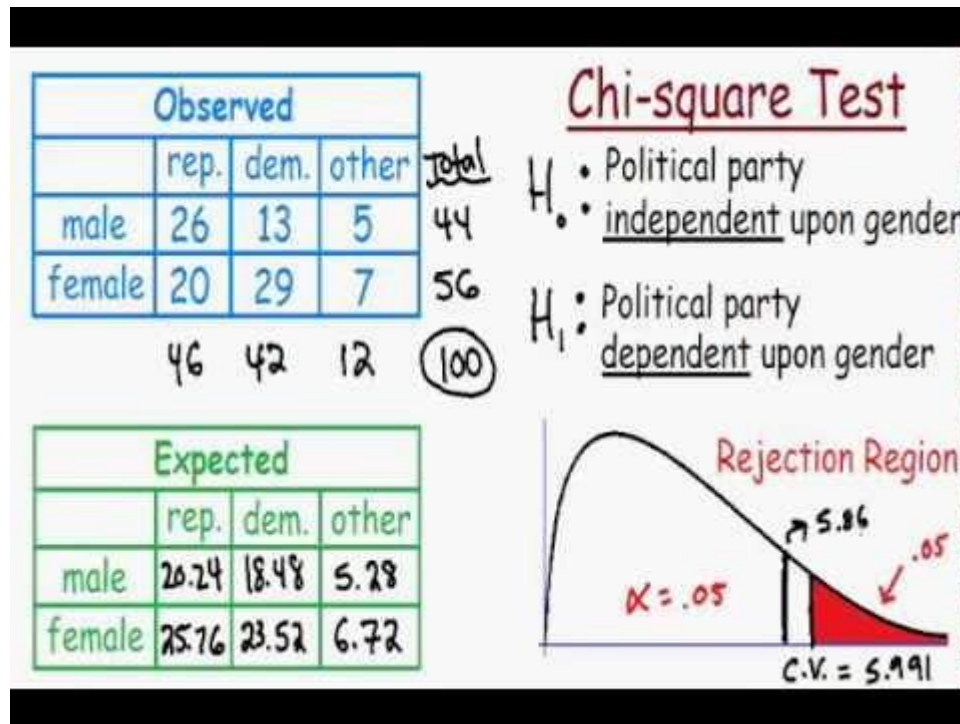 Chi-square Test
Observed
rep. dem. other Total
male 26 13 5 44
female 20 29 7 56
46 42 12 100
H₀: Political party
independent upon gender
H₁: Political party
dependent upon gender
Expected
rep. dem. other
male 20.24 18.48 5.28
female 25.76 23.52 6.72
Rejection Region
5.86
.05
α = .05
C.V. = 5.991